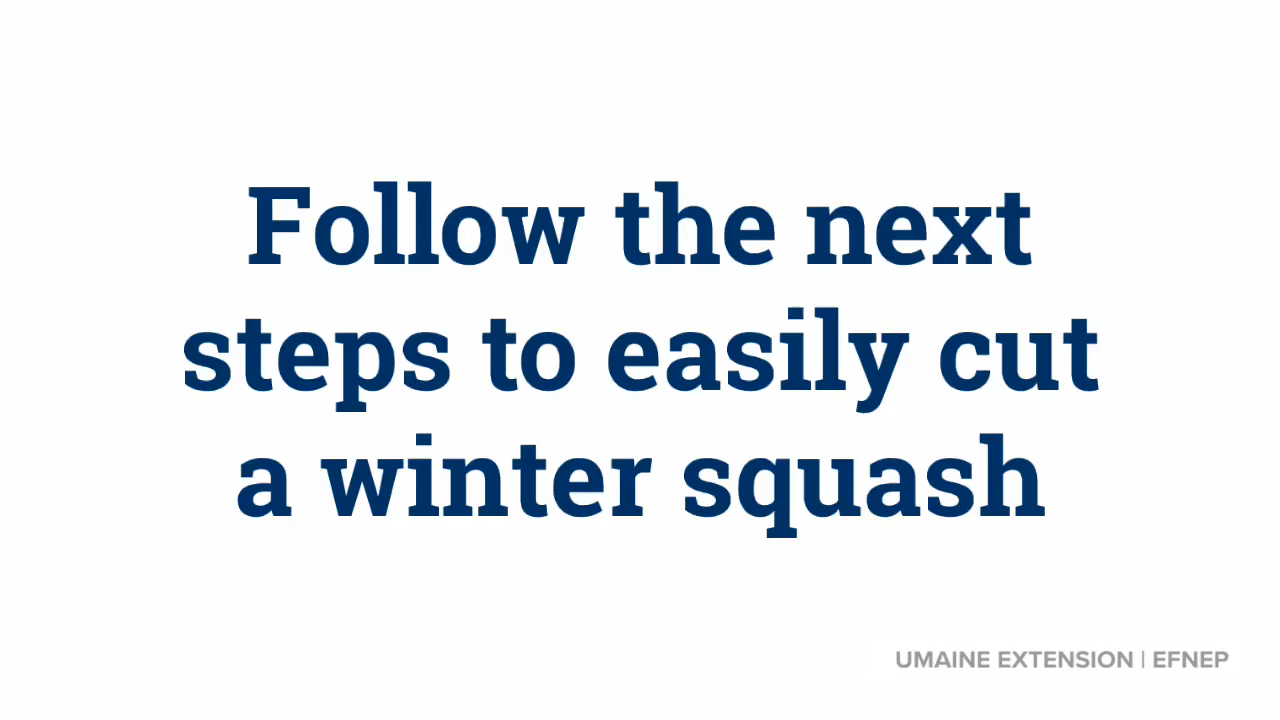 Follow the next
steps to easily cut
a winter squash
UMAINE EXTENSION | EFNEP